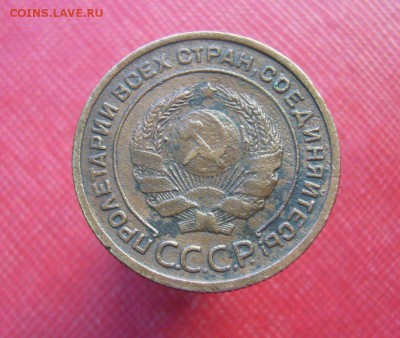 COINS.LAVE.RU
ПРОЛЕТАРИИ ВСЕХ СТРАН, СОЕДИНЯЙТЕСЬ!
С.С.С.Р.